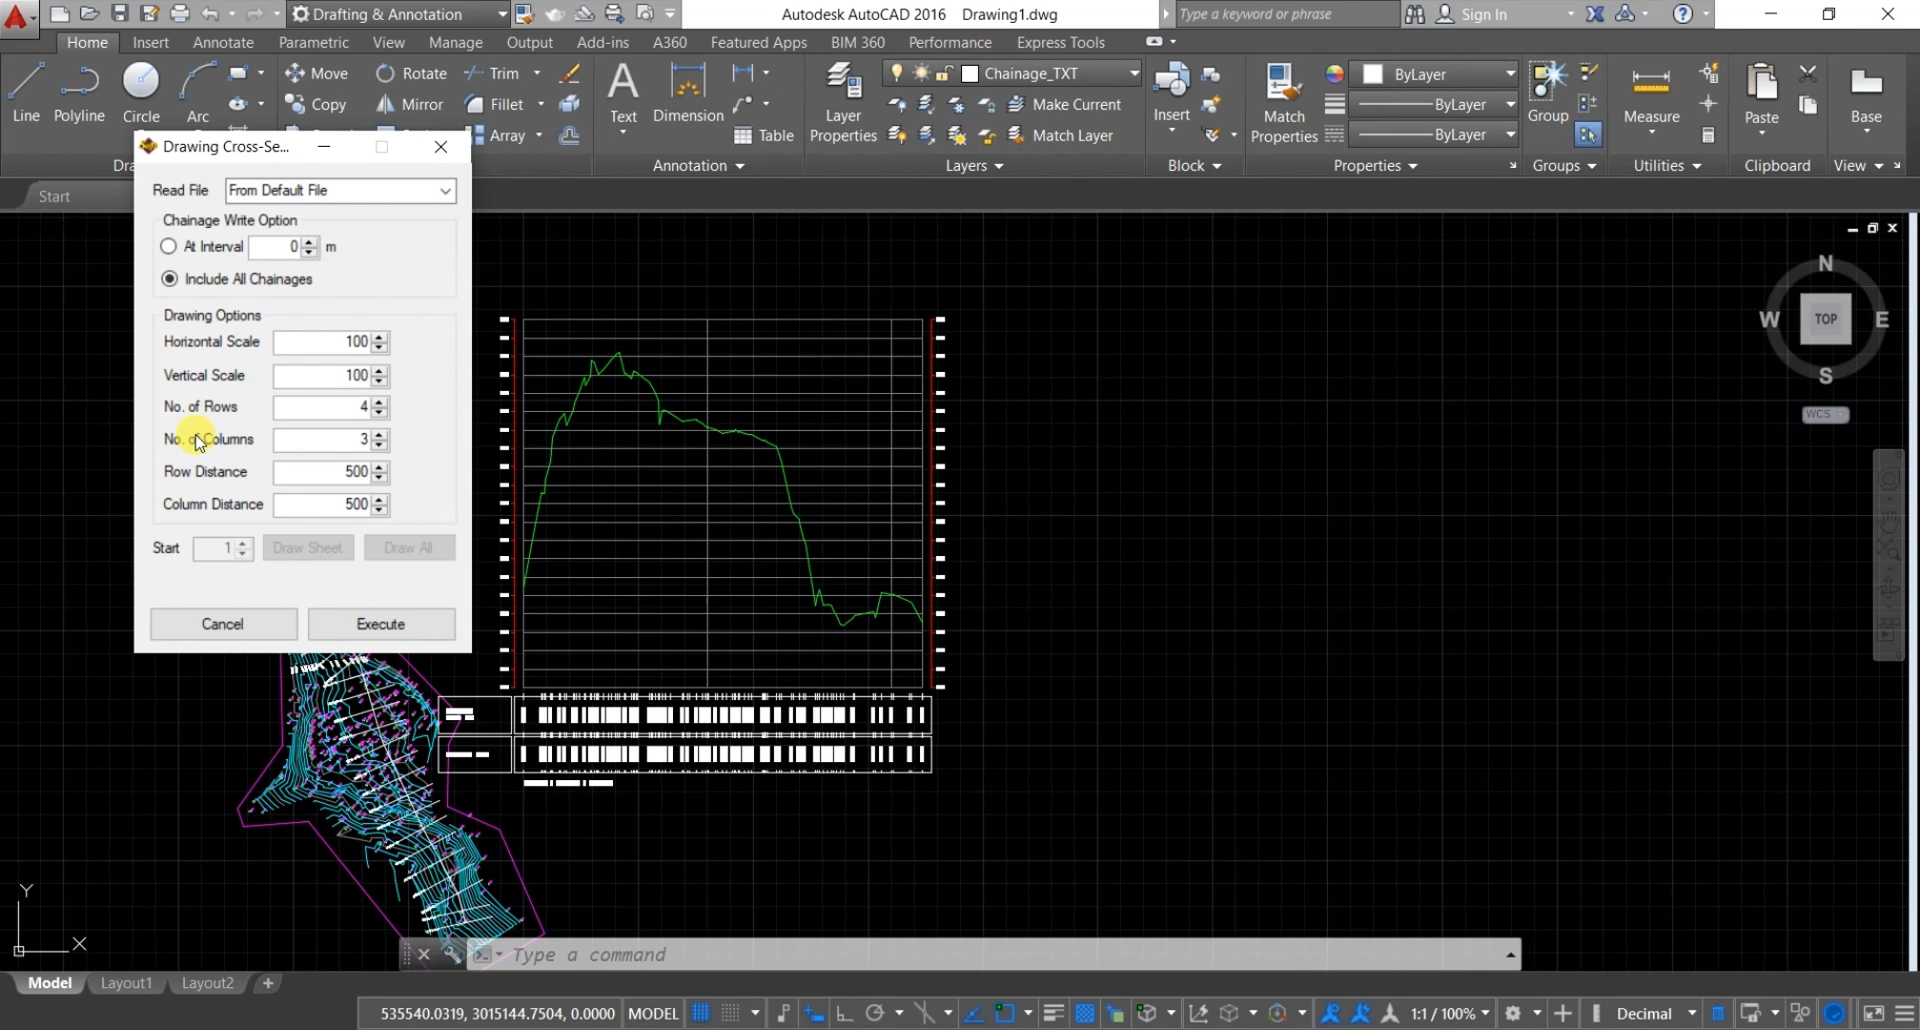 Drafting & Annotation
Autodesk AutoCAD 2016 Drawing1.dwg
Type a keyword or phrase
Sign In
Home Insert Annotate Parametric View Manage Output Add-ins A360 Featured Apps BIM 360 Performance Express Tools
Line Polyline Circle Arc
Move Rotate Trim
Copy Mirror Fillet
Array
Text Dimension
Table
Annotation
Layer Properties
Chainage_TXT
Make Current
Match Layer
Layers
Insert
Block
Match Properties
ByLayer
ByLayer
ByLayer
Properties
Group
Groups
Measure
Utilities
Paste
Clipboard
Base
View
Start
Drawing Cross-Se...
Read File From Default File
Chainage Write Option
At Interval 0 m
Include All Chainages
Drawing Options
Horizontal Scale 100
Vertical Scale 100
No. of Rows 4
No. of Columns 3
Row Distance 500
Column Distance 500
Start 1 Draw Sheet Draw All
Cancel Execute
N
W TOP E
S
WCS
Y
X
Type a command
Model Layout1 Layout2 +
535540.0319, 3015144.7504, 0.0000 MODEL 1:1 / 100% Decimal